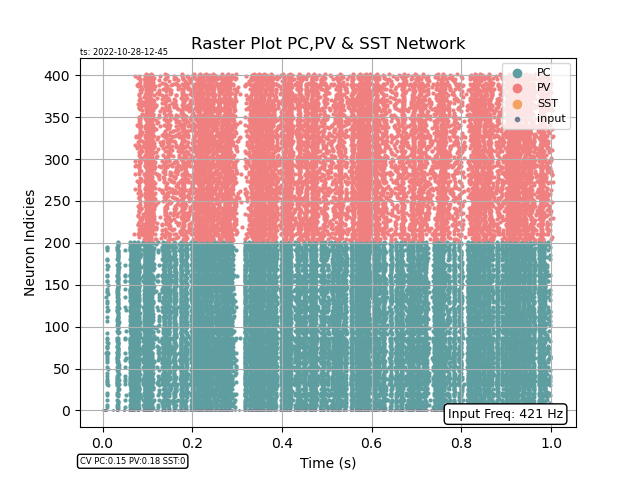 ts: 2022-10-28-12-45
Raster Plot PC,PV & SST Network
PC
PV
SST
input
Neuron Indicies
400
350
300
250
200
150
100
50
0
Input Freq: 421 Hz
0.0 0.2 0.4 0.6 0.8 1.0
Time (s)
CV PC:0.15 PV:0.18 SST:0